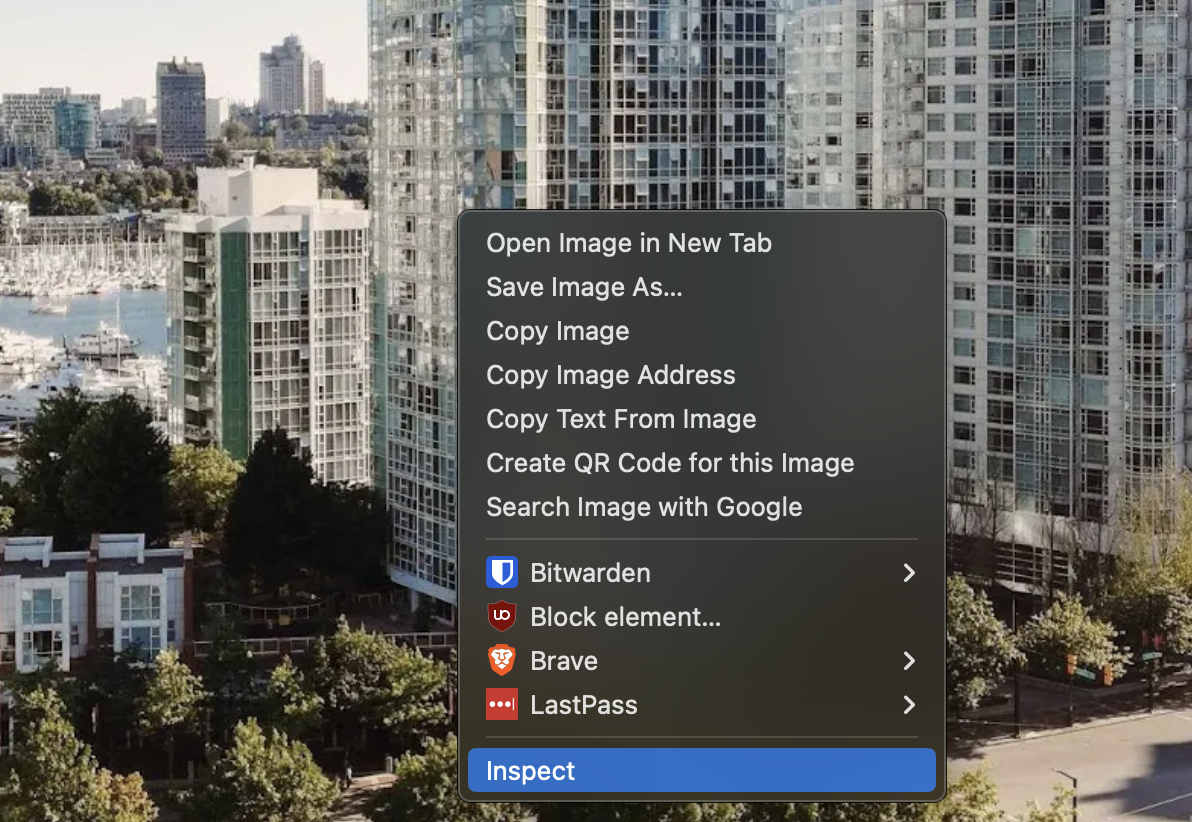 Open Image in New Tab
Save Image As...
Copy Image
Copy Image Address
Copy Text From Image
Create QR Code for this Image
Search Image with Google
Bitwarden
uo Block element...
Brave
LastPass
Inspect